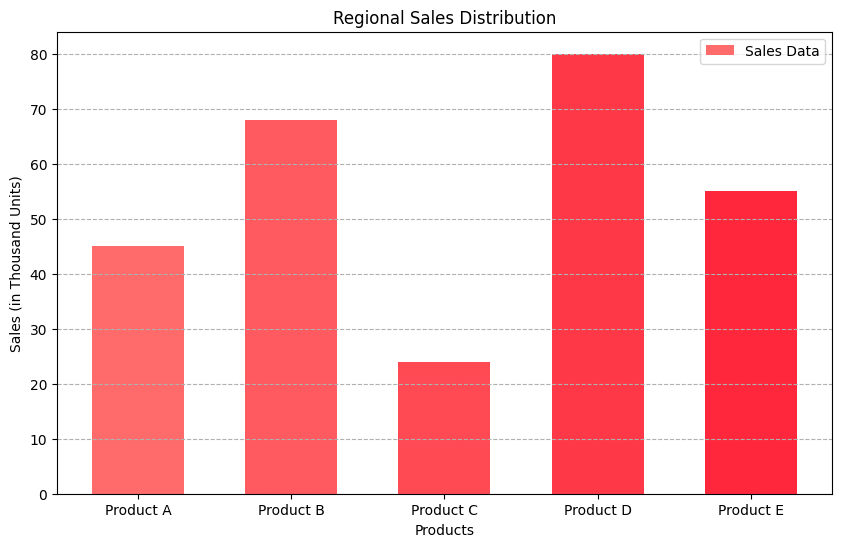 Regional Sales Distribution
Sales Data
Sales (in Thousand Units)
80
70
60
50
40
30
20
10
0
Product A Product B Product C Product D Product E
Products